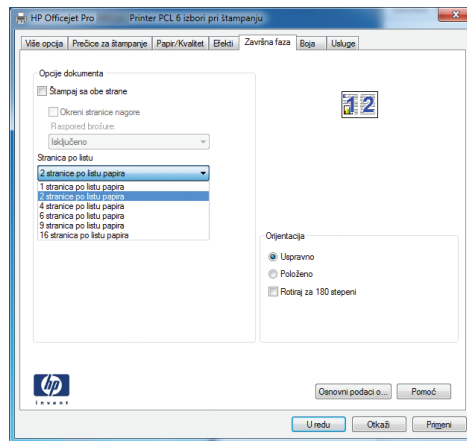 HP Officejet Pro Printer PCL 6 izbori pri štampanju
Više opcija Prečice za štampanje Papir/Kvalitet Efekti Završna faza Boja Usluge
Opcije dokumenta
Štampaj sa obe strane
Okreni stranice nagore
Raspored brošure:
Isključeno
Stranica po listu
2 stranice po listu papira
1 stranica po listu papira
2 stranice po listu papira
4 stranice po listu papira
6 stranica po listu papira
9 stranica po listu papira
16 stranica po listu papira
1 2
Orijentacija
Uspravno
Položeno
Rotiraj za 180 stepeni
hp
invent
Osnovni podaci o... Pomoć
U redu Otkaži Primeni